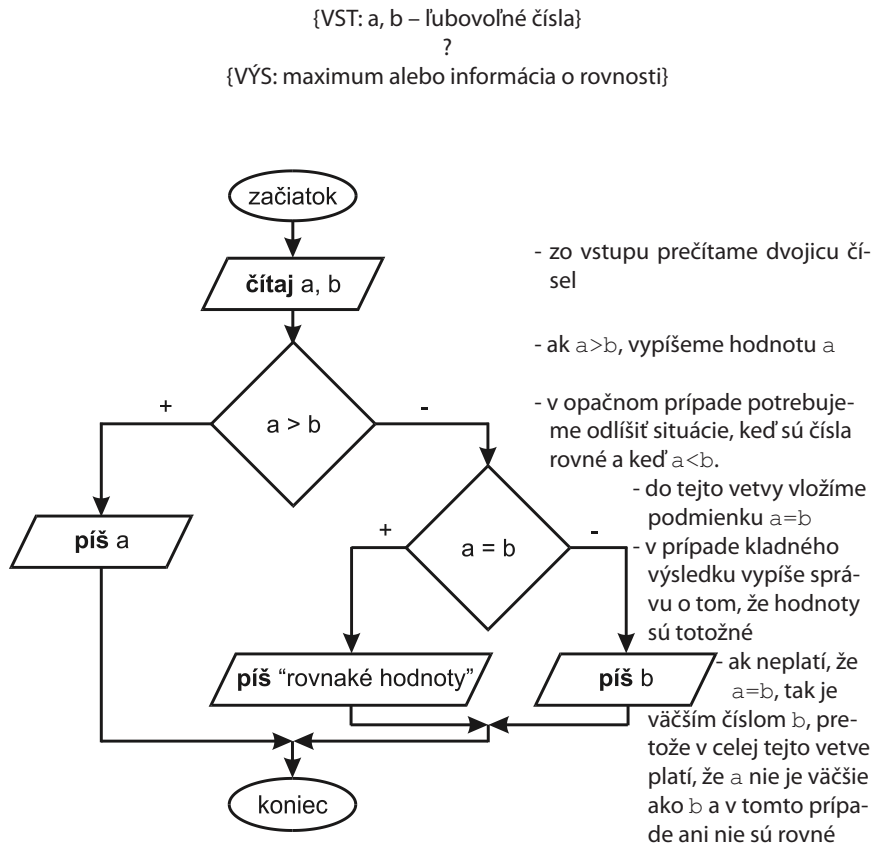 {VST: a, b – ľubovoľné čísla}
?
{VÝS: maximum alebo informácia o rovnosti}
začiatok
čítaj a, b
- zo vstupu prečítame dvojicu čí-
sel
a > b
+
-
- ak a>b, vypíšeme hodnotu a
- v opačnom prípade potrebuje-
me odlíšiť situácie, keď sú čísla
rovné a keď a<b.
píš a
a = b
+
-
- do tejto vetvy vložíme
podmienku a=b
- v prípade kladného
výsledku vypíše sprá-
vu o tom, že hodnoty
sú totožné
píš “rovnaké hodnoty”
píš b
- ak neplatí, že
a=b, tak je
väčším číslom b, pre-
tože v celej tejto vetve
platí, že a nie je väčšie
ako b a v tomto prípa-
de ani nie sú rovné
koniec